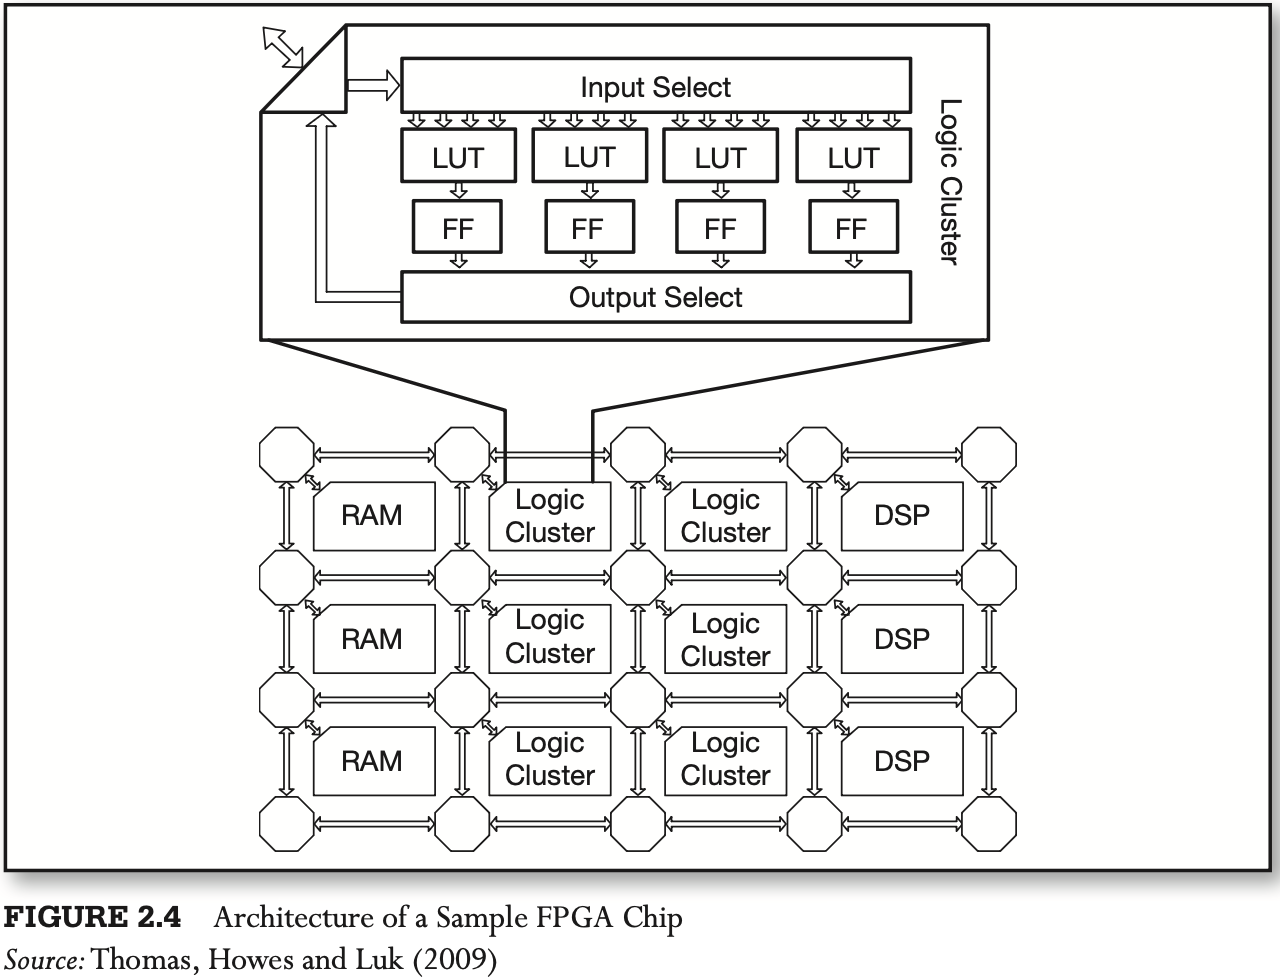 Input Select
LUT LUT LUT LUT
FF FF FF FF
Output Select
Logic Cluster
RAM Logic Cluster Logic Cluster DSP
RAM Logic Cluster Logic Cluster DSP
RAM Logic Cluster Logic Cluster DSP
FIGURE 2.4 Architecture of a Sample FPGA Chip
Source: Thomas, Howes and Luk (2009)